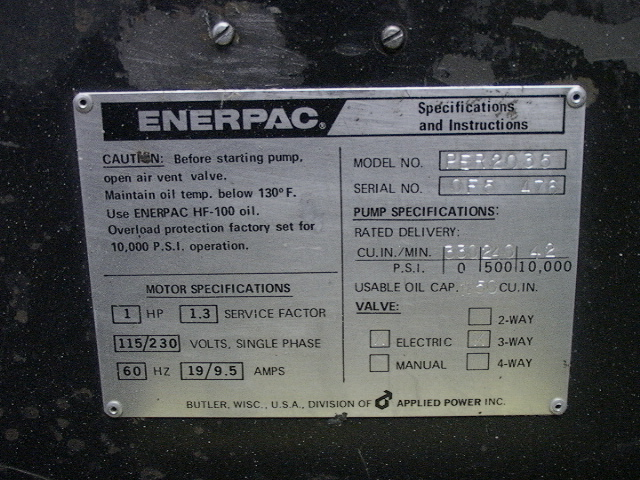 ENERPAC®
Specifications
and Instructions
CAUTION: Before starting pump,
open air vent valve.
Maintain oil temp. below 130° F.
Use ENERPAC HF-100 oil.
Overload protection factory set for
10,000 P.S.I. operation.
MOTOR SPECIFICATIONS
1 HP 1.3 SERVICE FACTOR
115/230 VOLTS, SINGLE PHASE
60 HZ 19/9.5 AMPS
MODEL NO.
SERIAL NO.
PUMP SPECIFICATIONS:
RATED DELIVERY:
CU.IN./MIN. 42
P.S.I. 0 500 10,000
USABLE OIL CAP. CU.IN.
VALVE:
2-WAY
ELECTRIC 3-WAY
MANUAL 4-WAY
BUTLER, WISC., U.S.A., DIVISION OF APPLIED POWER INC.